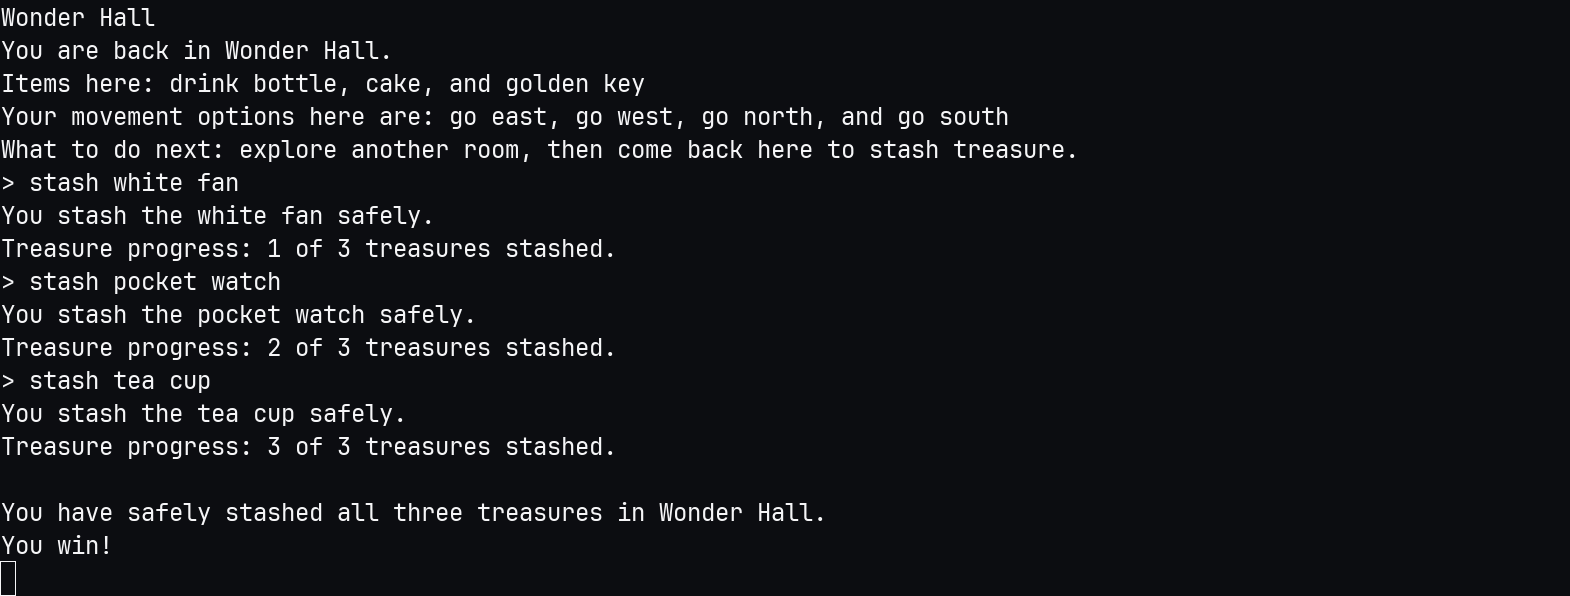 Wonder Hall
You are back in Wonder Hall.
Items here: drink bottle, cake, and golden key
Your movement options here are: go east, go west, go north, and go south
What to do next: explore another room, then come back here to stash treasure.
> stash white fan
You stash the white fan safely.
Treasure progress: 1 of 3 treasures stashed.
> stash pocket watch
You stash the pocket watch safely.
Treasure progress: 2 of 3 treasures stashed.
> stash tea cup
You stash the tea cup safely.
Treasure progress: 3 of 3 treasures stashed.
You have safely stashed all three treasures in Wonder Hall.
You win!